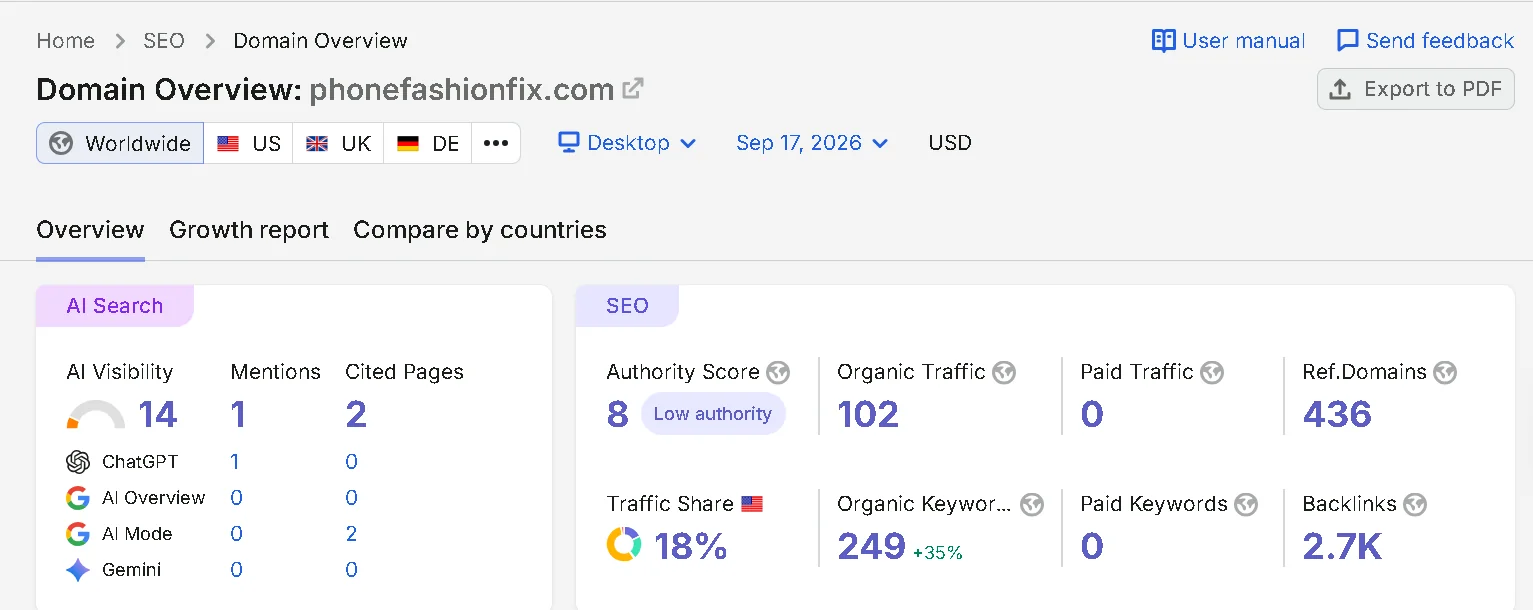 Home > SEO > Domain Overview
User manual
Send feedback
Domain Overview: phonefashionfix.com
Export to PDF
Worldwide US UK DE •••
Desktop
Sep 17, 2026
USD
Overview Growth report Compare by countries
AI Search
AI Visibility Mentions Cited Pages
14 1 2
ChatGPT 1 0
AI Overview 0 0
AI Mode 0 2
Gemini 0 0
SEO
Authority Score Organic Traffic Paid Traffic Ref.Domains
8 Low authority 102 0 436
Traffic Share Organic Keywor... Paid Keywords Backlinks
18% 249 +35% 0 2.7K